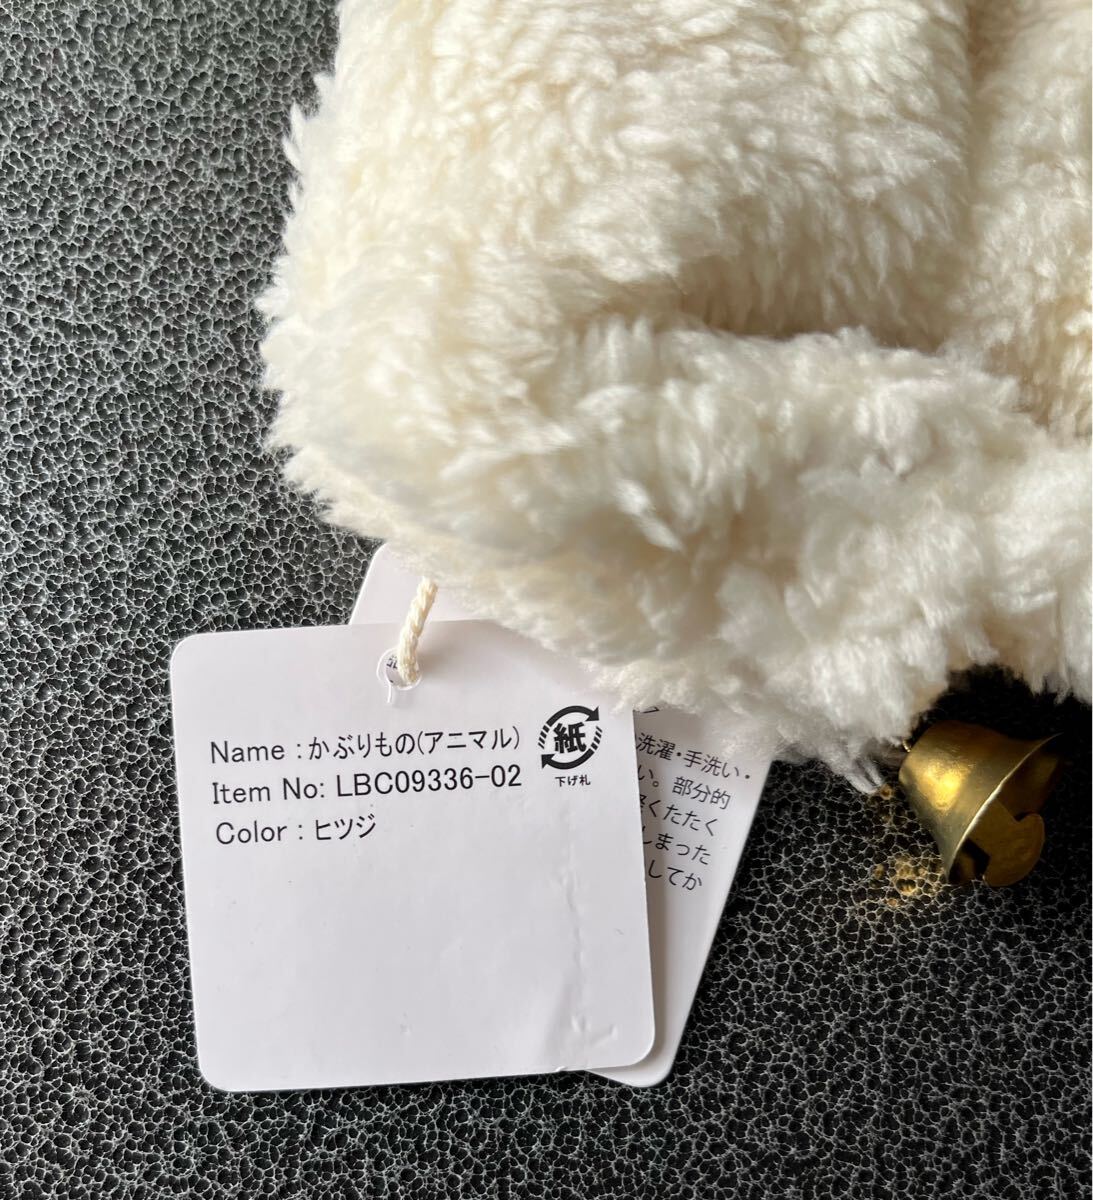 Name : かぶりもの(アニマル)
Item No: LBC09336-02
Color : ヒツジ
紙
下げ札
洗濯・手洗い・
い。部分的
くたたく
しまった
してか